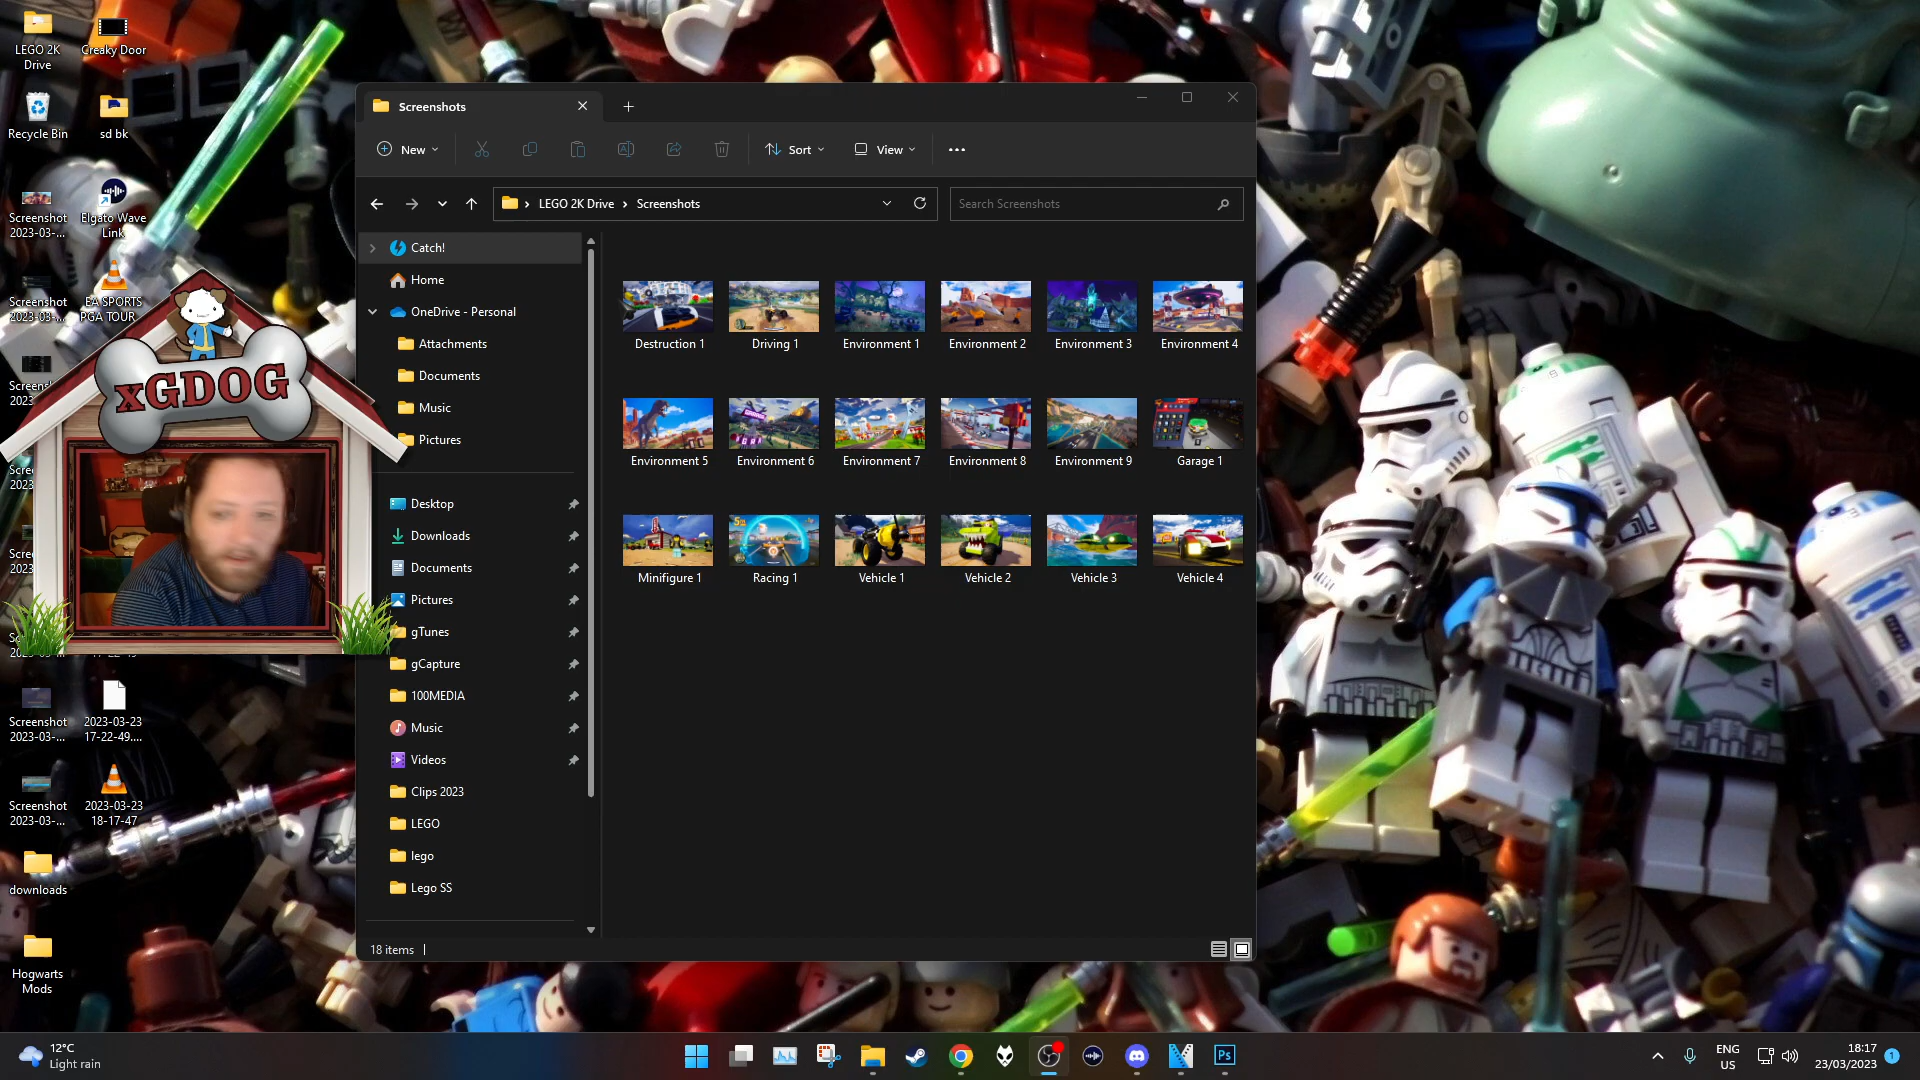 LEGO 2K
Drive
Creaky Door
Recycle Bin
sd bk
Screenshot
2023-03-...
Elgato Wave
Link
Screenshot
2023-03-...
EA SPORTS
PGA TOUR
xGDOG
Screenshot
2023-03-...
2023-03-23
17-22-49....
Screenshot
2023-03-...
2023-03-23
18-17-47
downloads
Hogwarts
Mods
Screenshots
New
Sort
View
LEGO 2K Drive
Screenshots
Search Screenshots
Catch!
Home
OneDrive - Personal
Attachments
Documents
Music
Pictures
Desktop
Downloads
Documents
Pictures
gTunes
gCapture
100MEDIA
Music
Videos
Clips 2023
LEGO
lego
Lego SS
Destruction 1
Driving 1
Environment 1
Environment 2
Environment 3
Environment 4
Environment 5
Environment 6
Environment 7
Environment 8
Environment 9
Garage 1
Minifigure 1
Racing 1
Vehicle 1
Vehicle 2
Vehicle 3
Vehicle 4
18 items
12°C
Light rain
Ps
ENG
US
18:17
23/03/2023
1